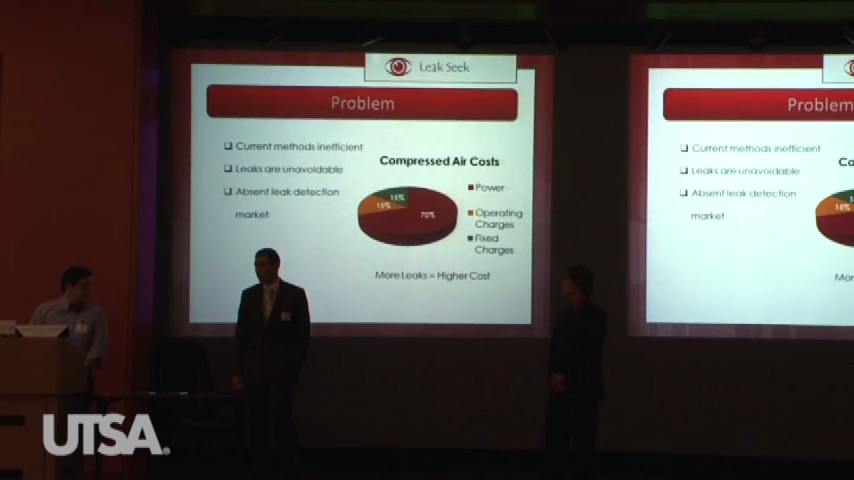 Leak Seek
Problem
Current methods inefficient
Leaks are unavoidable
Absent leak detection
market
Compressed Air Costs
15%
15%
70%
Power
Operating
Charges
Fixed
Charges
More Leaks = Higher Cost
Problem
Current methods inefficient
Leaks are unavoidable
Absent leak detection
market
UTSA